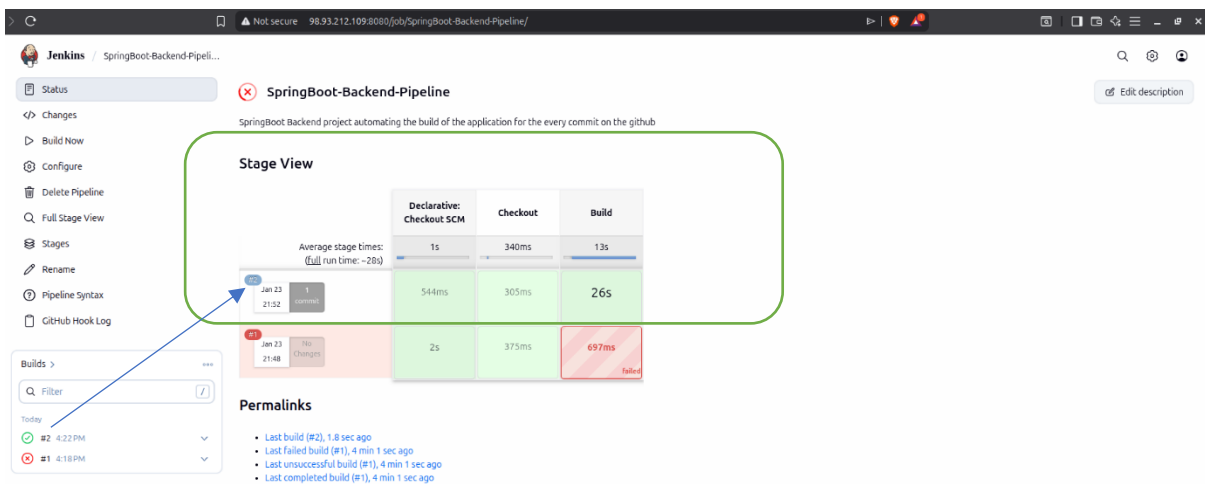 Not secure 98.93.212.109:8080/job/SpringBoot-Backend-Pipeline/
Jenkins / SpringBoot-Backend-Pipeli...
Status
Changes
Build Now
Configure
Delete Pipeline
Full Stage View
Stages
Rename
Pipeline Syntax
GitHub Hook Log
Builds >
Filter /
Today
#2 4:22 PM
#1 4:18 PM
SpringBoot-Backend-Pipeline
Edit description
SpringBoot Backend project automating the build of the application for the every commit on the github
Stage View
Declarative:
Checkout SCM
Checkout
Build
Average stage times:
(full run time: ~28s)
1s
340ms
13s
#2
Jan 23
21:52
1
commit
544ms
305ms
26s
#1
Jan 23
21:48
No
Changes
2s
375ms
697ms
failed
Permalinks
Last build (#2), 1.8 sec ago
Last failed build (#1), 4 min 1 sec ago
Last unsuccessful build (#1), 4 min 1 sec ago
Last completed build (#1), 4 min 1 sec ago